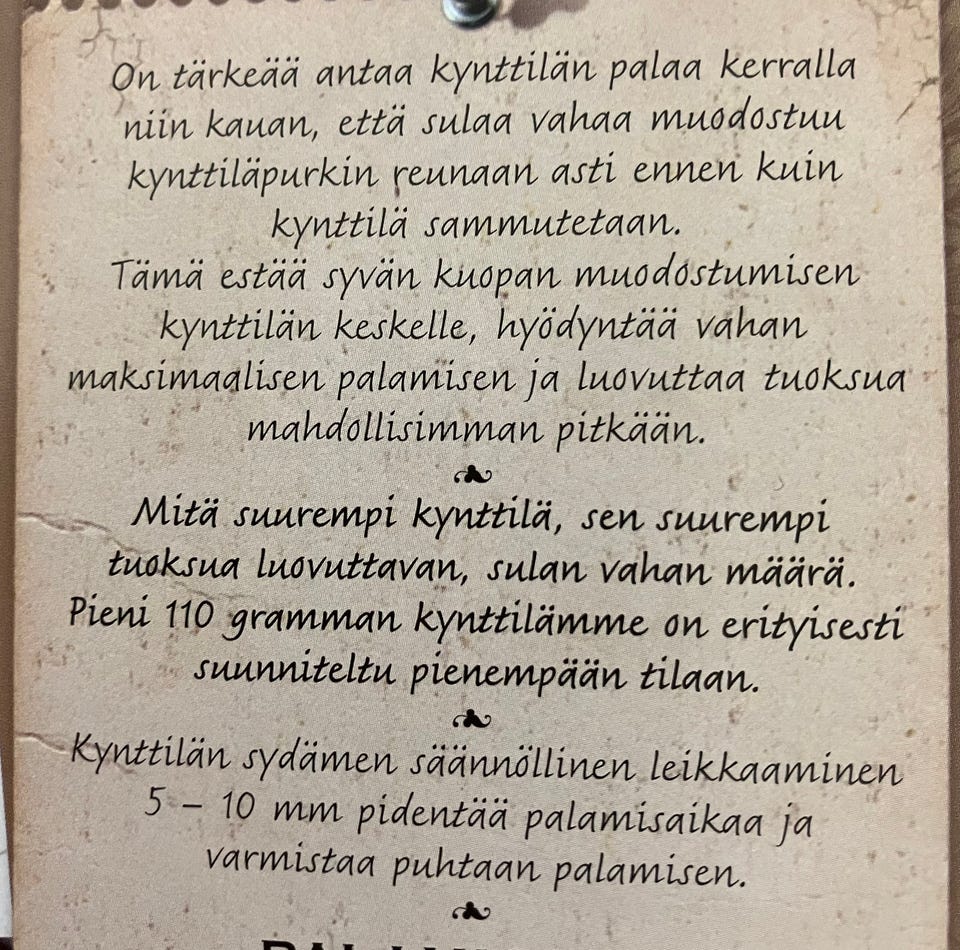 On tärkeää antaa kynttilän palaa kerralla
niin kauan, että sulaa vahaa muodostuu
kynttiläpurkin reunaan asti ennen kuin
kynttilä sammutetaan.
Tämä estää syvän kuopan muodostumisen
kynttilän keskelle, hyödyntää vahan
maksimaalisen palamisen ja luovuttaa tuoksua
mahdollisimman pitkään.
Mitä suurempi kynttilä, sen suurempi
tuoksua luovuttavan, sulan vahan määrä.
Pieni 110 gramman kynttilämme on erityisesti
suunniteltu pienempään tilaan.
Kynttilän sydämen säännöllinen leikkaaminen
5 – 10 mm pidentää palamisaikaa ja
varmistaa puhtaan palamisen.